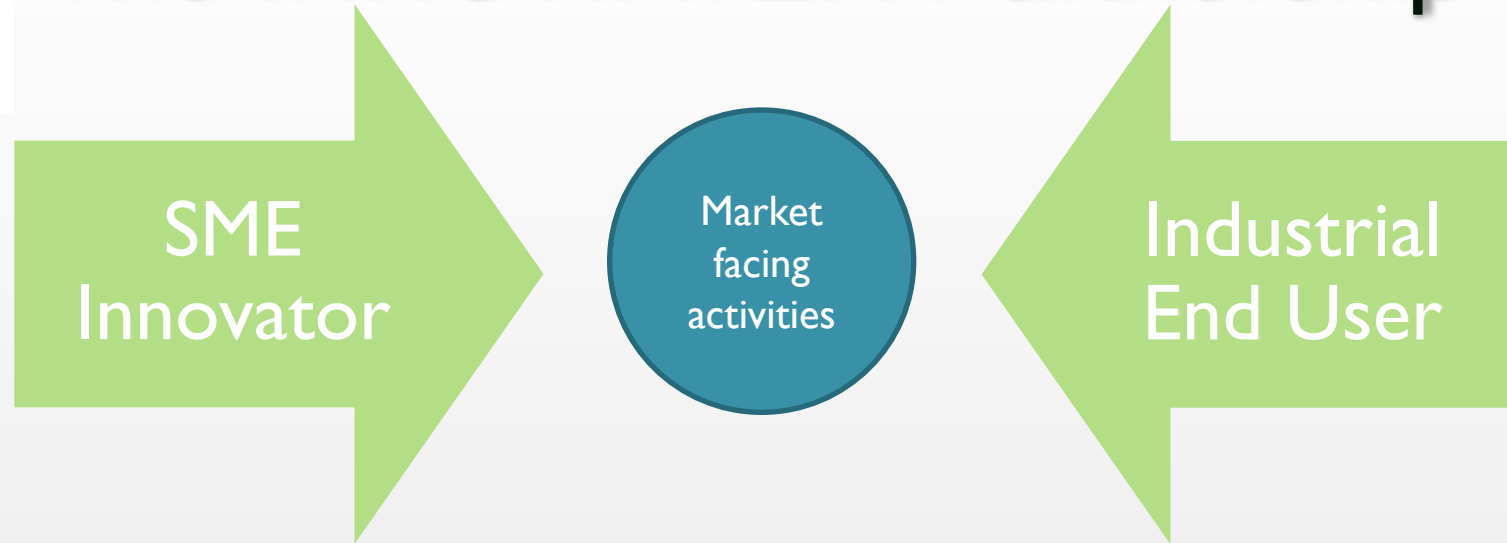 SME
Innovator
Market
facing
activities
Industrial
End User